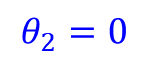 θ₂ = 0